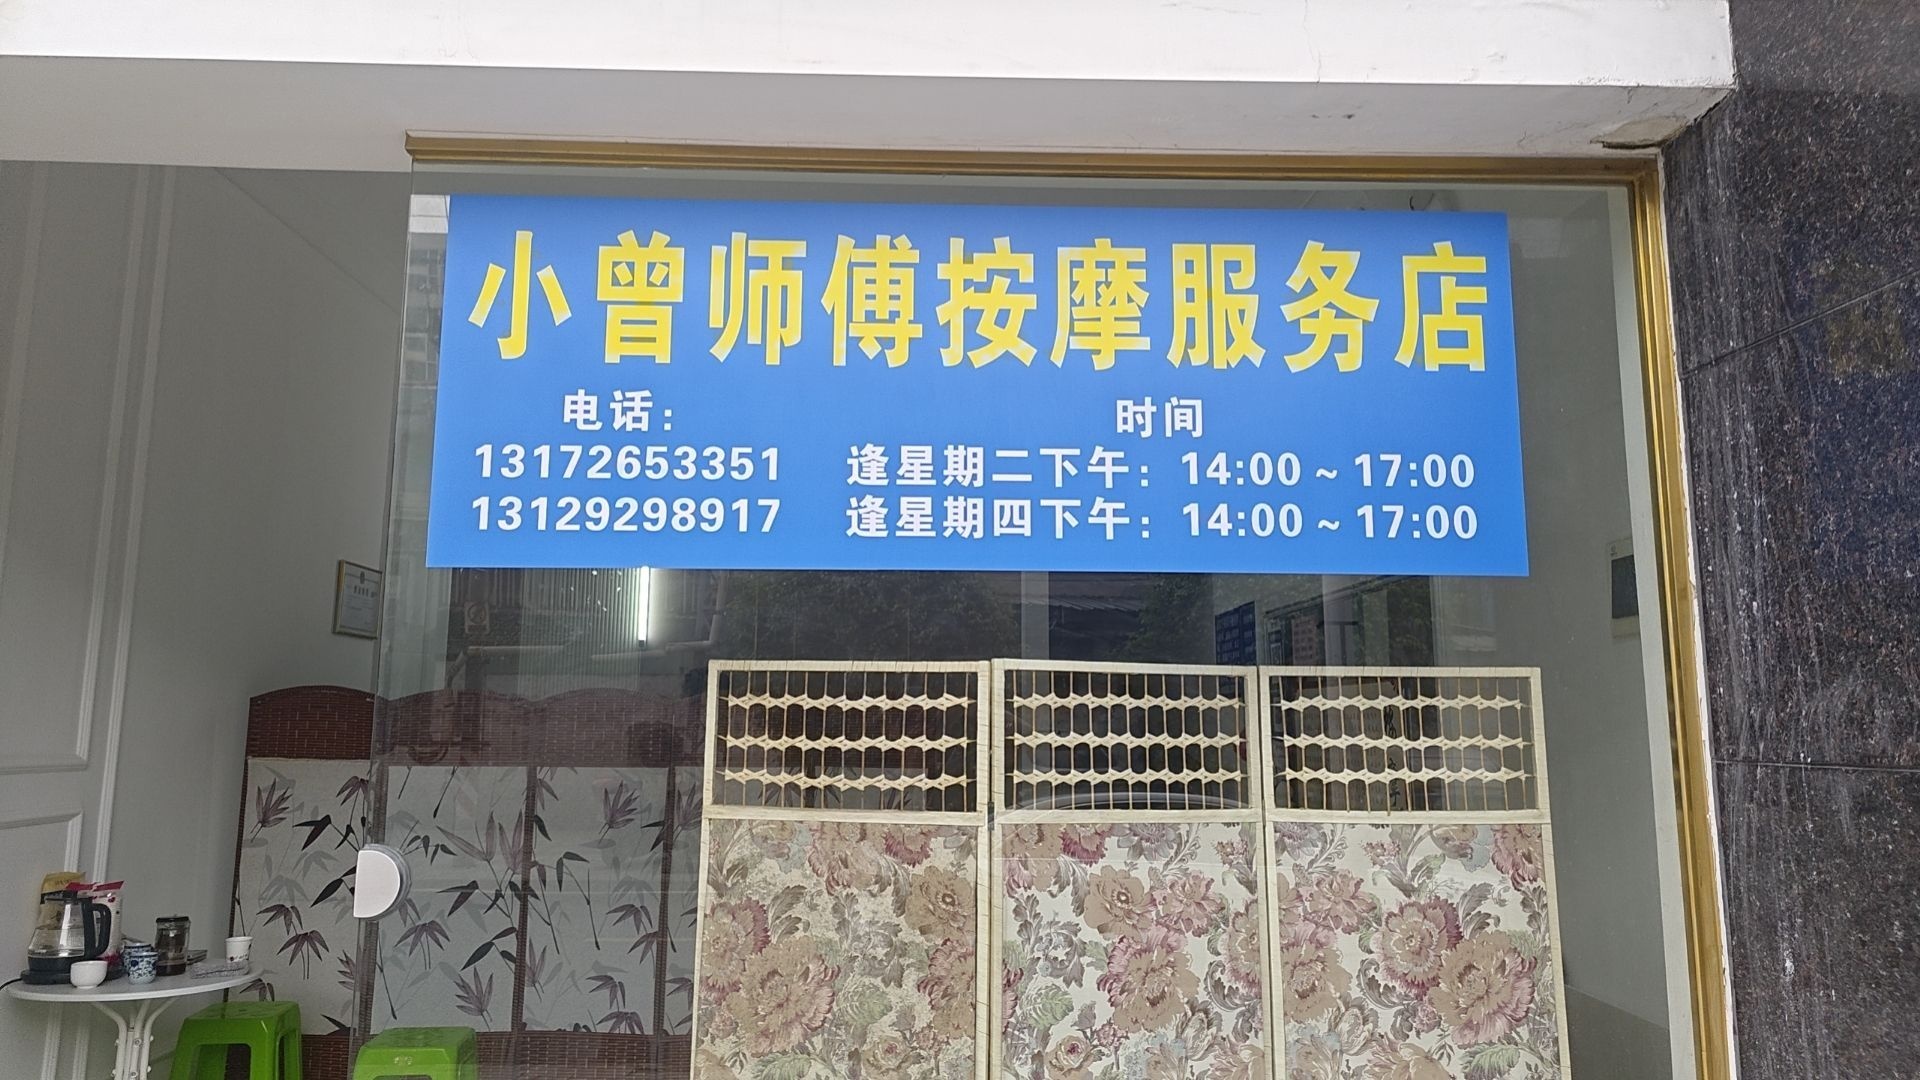 小曾师傅按摩服务店
电话：
13172653351
13129298917
时间
逢星期二下午：14:00~17:00
逢星期四下午：14:00~17:00